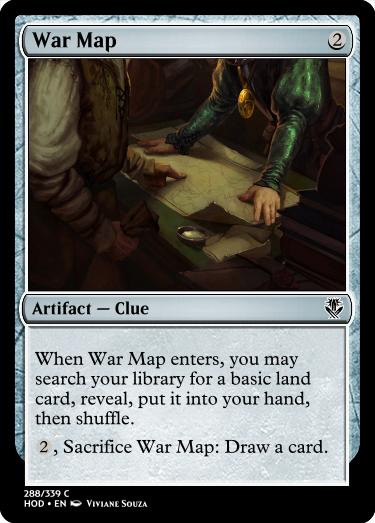 War Map 2
Artifact — Clue
When War Map enters, you may
search your library for a basic land
card, reveal, put it into your hand,
then shuffle.
2 , Sacrifice War Map: Draw a card.
288/339 C
HOD • EN Viviane Souza